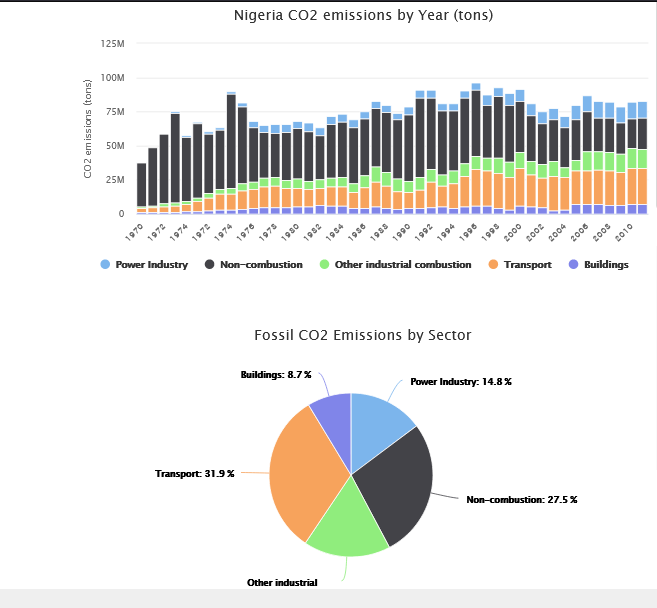 Nigeria CO2 emissions by Year (tons)
CO2 emissions (tons)
125M
100M
75M
50M
25M
0
1970
1972
1974
1972
1974
1976
1978
1980
1982
1984
1986
1988
1990
1992
1994
1996
1998
2000
2002
2004
2006
2008
2010
Power Industry Non-combustion Other industrial combustion Transport Buildings
Fossil CO2 Emissions by Sector
Buildings: 8.7 %
Power Industry: 14.8 %
Transport: 31.9 %
Non-combustion: 27.5 %
Other industrial